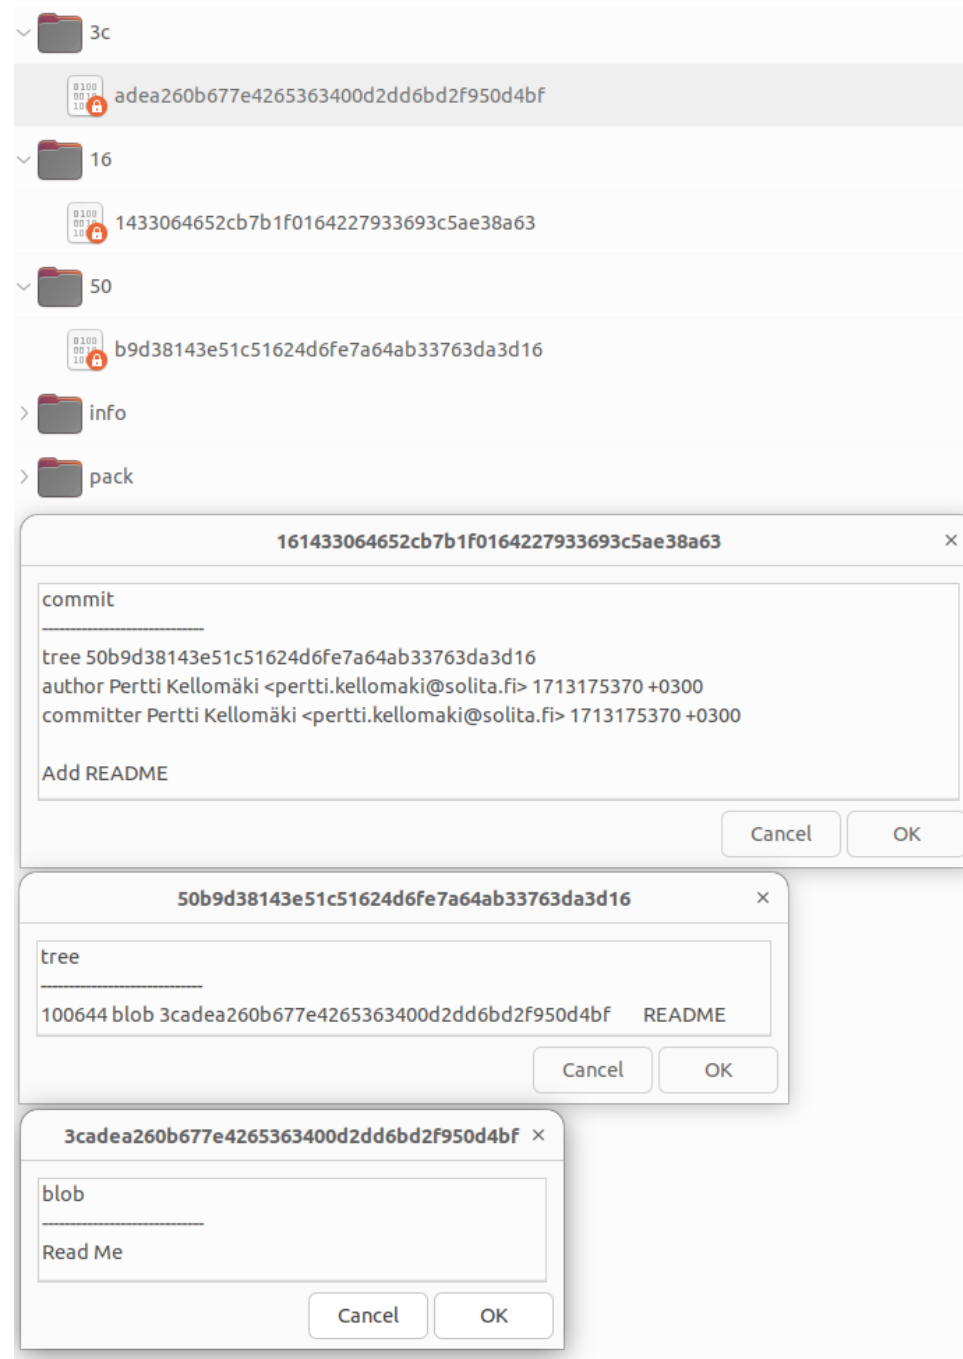 3c
adea260b677e4265363400d2dd6bd2f950d4bf
16
1433064652cb7b1f0164227933693c5ae38a63
50
b9d38143e51c51624d6fe7a64ab33763da3d16
info
pack
161433064652cb7b1f0164227933693c5ae38a63
commit
-----------------------------
tree 50b9d38143e51c51624d6fe7a64ab33763da3d16
author Pertti Kellomäki <pertti.kellomaki@solita.fi> 1713175370 +0300
committer Pertti Kellomäki <pertti.kellomaki@solita.fi> 1713175370 +0300
Add README
Cancel OK
50b9d38143e51c51624d6fe7a64ab33763da3d16
tree
-----------------------------
100644 blob 3cadea260b677e4265363400d2dd6bd2f950d4bf README
Cancel OK
3cadea260b677e4265363400d2dd6bd2f950d4bf
blob
-----------------------------
Read Me
Cancel OK